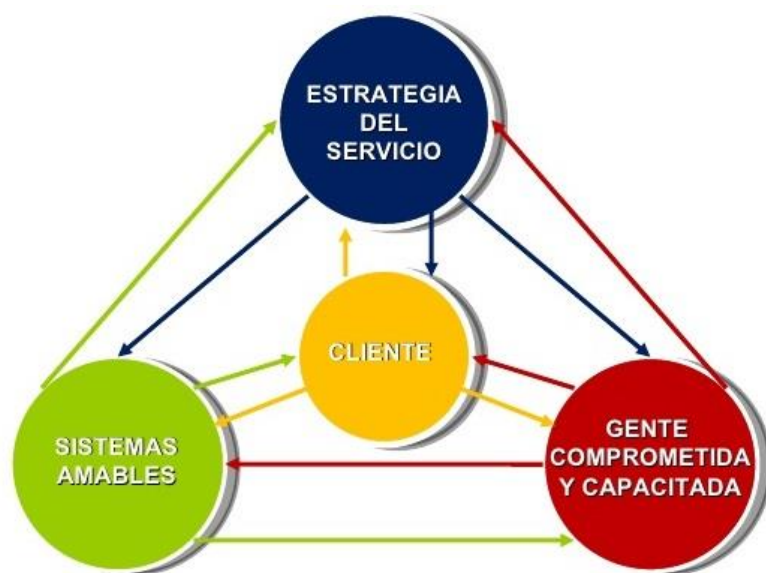 ESTRATEGIA
DEL
SERVICIO
CLIENTE
SISTEMAS
AMABLES
GENTE
COMPROMETIDA
Y CAPACITADA